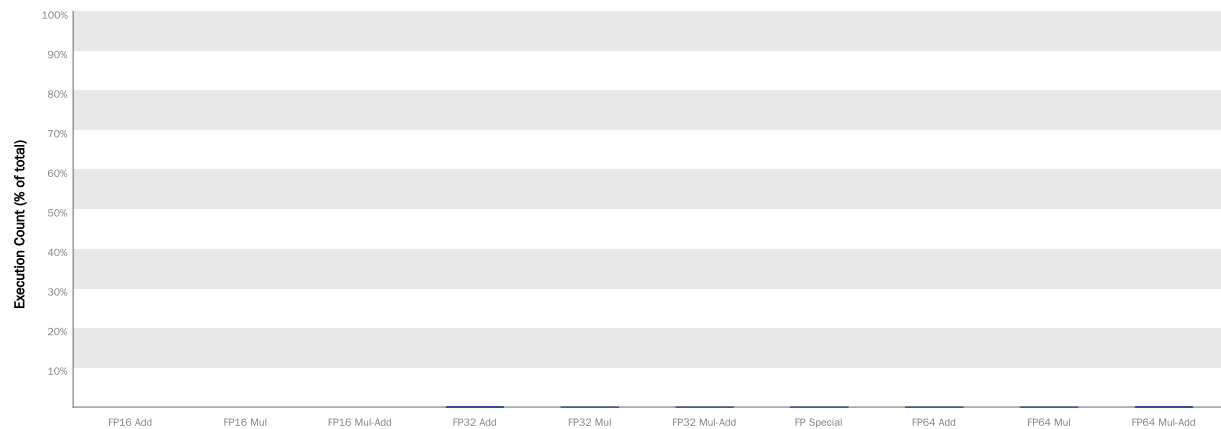 Execution Count (% of total)
100%
90%
80%
70%
60%
50%
40%
30%
20%
10%
FP16 Add
FP16 Mul
FP16 Mul-Add
FP32 Add
FP32 Mul
FP32 Mul-Add
FP Special
FP64 Add
FP64 Mul
FP64 Mul-Add